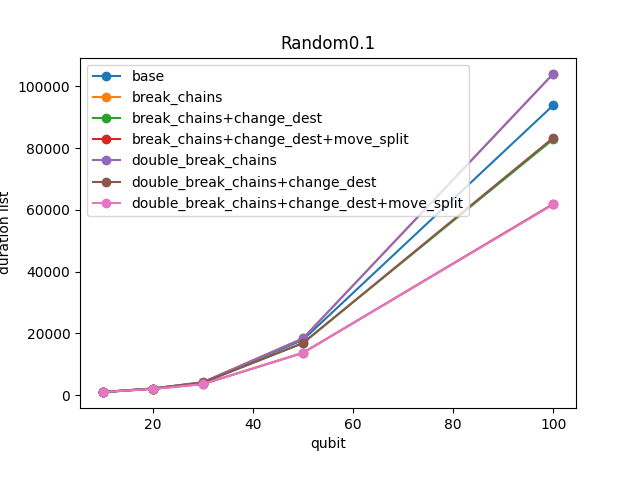 Random0.1
base
break_chains
break_chains+change_dest
break_chains+change_dest+move_split
double_break_chains
double_break_chains+change_dest
double_break_chains+change_dest+move_split
duration list
100000
80000
60000
40000
20000
0
20 40 60 80 100
qubit